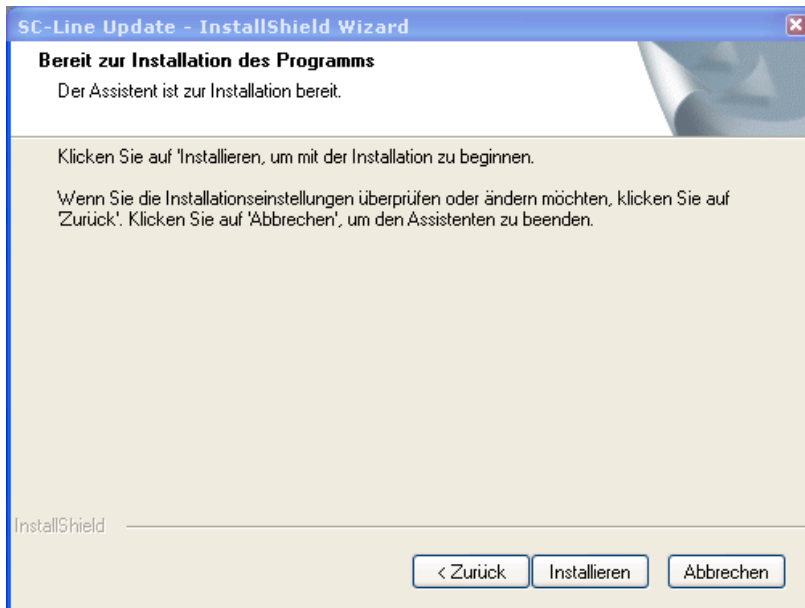 SC-Line Update - InstallShield Wizard
Bereit zur Installation des Programms
Der Assistent ist zur Installation bereit.
Klicken Sie auf 'Installieren, um mit der Installation zu beginnen.
Wenn Sie die Installationseinstellungen überprüfen oder ändern möchten, klicken Sie auf
'Zurück'. Klicken Sie auf 'Abbrechen', um den Assistenten zu beenden.
InstallShield
< Zurück
Installieren
Abbrechen